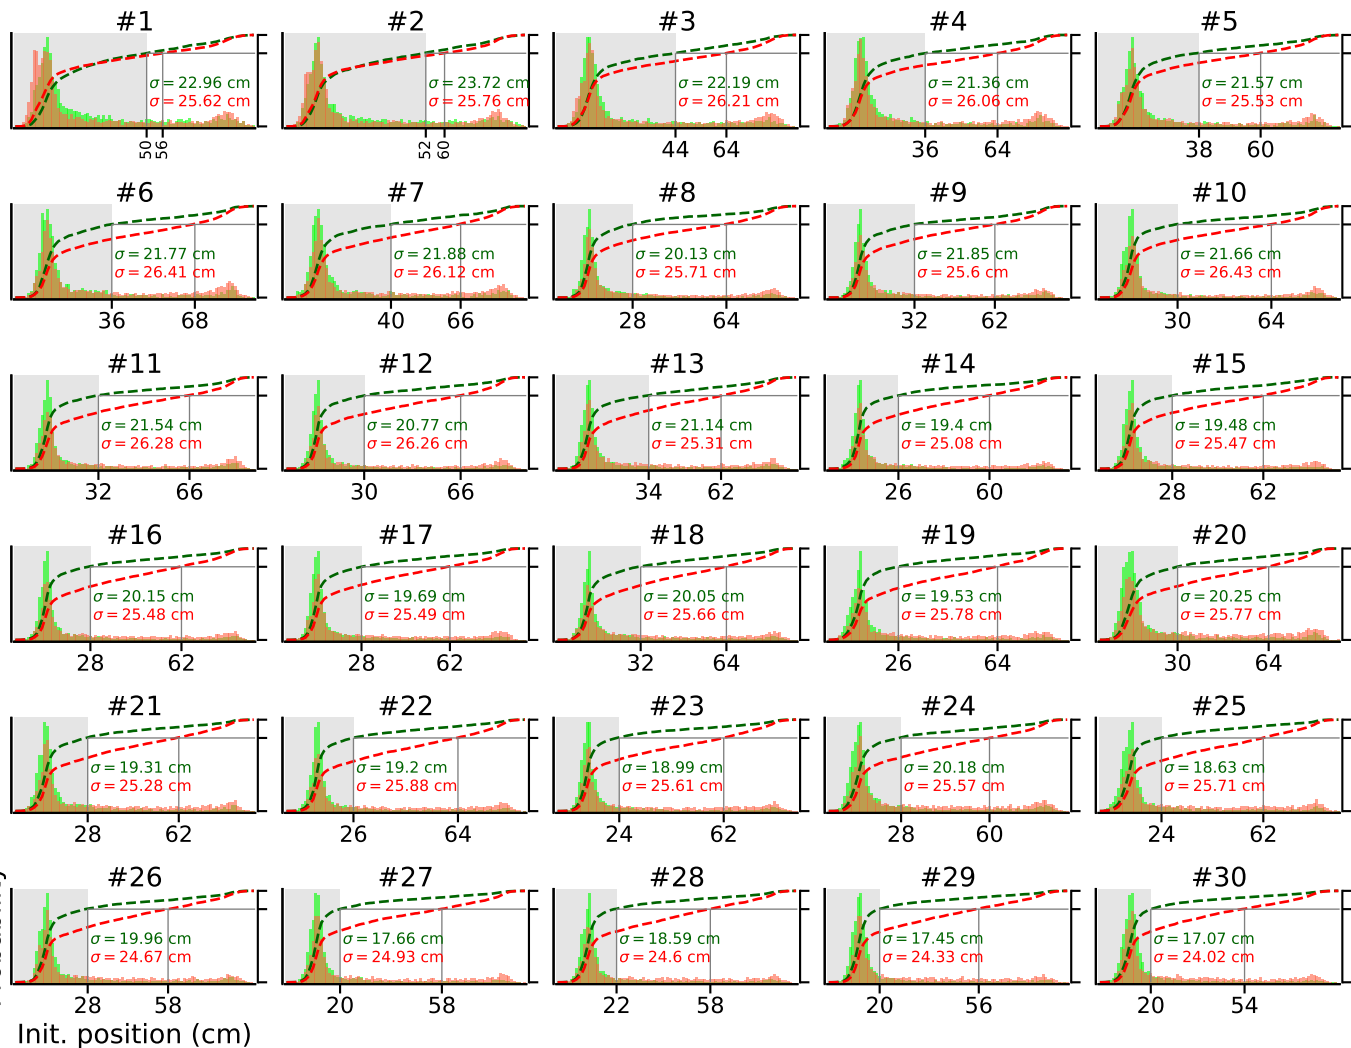 #1 #2 #3 #4 #5
σ = 22.96 cm σ = 23.72 cm σ = 22.19 cm σ = 21.36 cm σ = 21.57 cm
σ = 25.62 cm σ = 25.76 cm σ = 26.21 cm σ = 26.06 cm σ = 25.53 cm
50 56 52 60 44 64 36 64 38 60
#6 #7 #8 #9 #10
σ = 21.77 cm σ = 21.88 cm σ = 20.13 cm σ = 21.85 cm σ = 21.66 cm
σ = 26.41 cm σ = 26.12 cm σ = 25.71 cm σ = 25.6 cm σ = 26.43 cm
36 68 40 66 28 64 32 62 30 64
#11 #12 #13 #14 #15
σ = 21.54 cm σ = 20.77 cm σ = 21.14 cm σ = 19.4 cm σ = 19.48 cm
σ = 26.28 cm σ = 26.26 cm σ = 25.31 cm σ = 25.08 cm σ = 25.47 cm
32 66 30 66 34 62 26 60 28 62
#16 #17 #18 #19 #20
σ = 20.15 cm σ = 19.69 cm σ = 20.05 cm σ = 19.53 cm σ = 20.25 cm
σ = 25.48 cm σ = 25.49 cm σ = 25.66 cm σ = 25.78 cm σ = 25.77 cm
28 62 28 62 32 64 26 64 30 64
#21 #22 #23 #24 #25
σ = 19.31 cm σ = 19.2 cm σ = 18.99 cm σ = 20.18 cm σ = 18.63 cm
σ = 25.28 cm σ = 25.88 cm σ = 25.61 cm σ = 25.57 cm σ = 25.71 cm
28 62 26 64 24 62 28 60 24 62
#26 #27 #28 #29 #30
σ = 19.96 cm σ = 17.66 cm σ = 18.59 cm σ = 17.45 cm σ = 17.07 cm
σ = 24.67 cm σ = 24.93 cm σ = 24.6 cm σ = 24.33 cm σ = 24.02 cm
28 58 20 58 22 58 20 56 20 54
Init. position (cm)